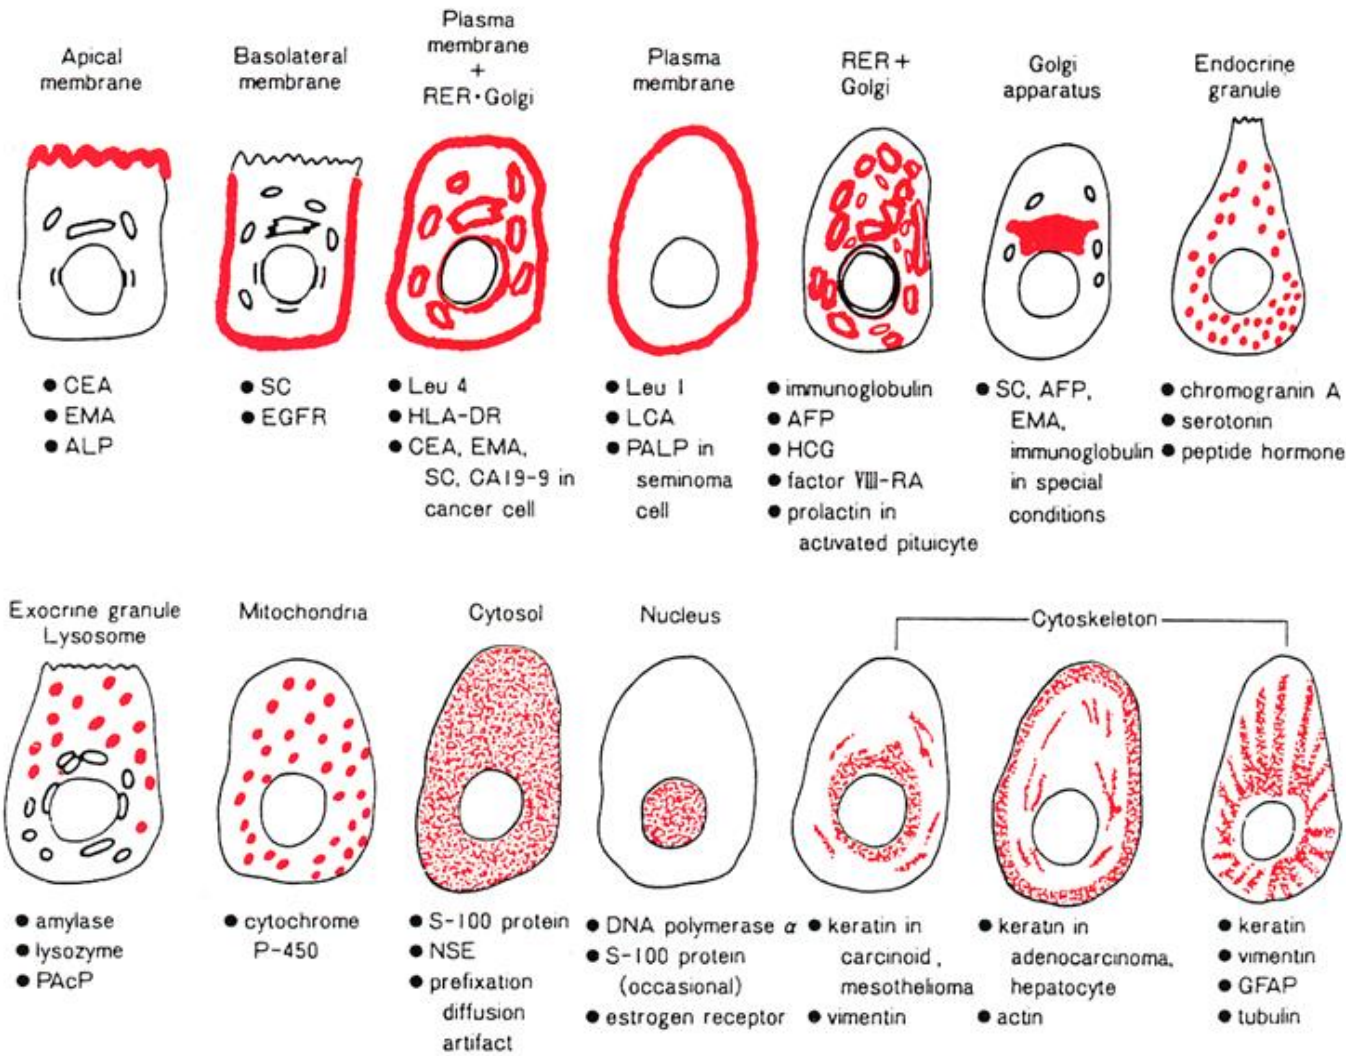 Apical
membrane
Basolateral
membrane
Plasma
membrane
+
RER·Golgi
Plasma
membrane
RER +
Golgi
Golgi
apparatus
Endocrine
granule
● CEA
● EMA
● ALP
● SC
● EGFR
● Leu 4
● HLA-DR
● CEA, EMA,
SC, CA19-9 in
cancer cell
● Leu 1
● LCA
● PALP in
seminoma
cell
● immunoglobulin
● AFP
● HCG
● factor VIII-RA
● prolactin in
activated pituicyte
● SC, AFP,
EMA,
immunoglobulin
in special
conditions
● chromogranin A
● serotonin
● peptide hormone
Exocrine granule
Lysosome
Mitochondria
Cytosol
Nucleus
Cytoskeleton
● amylase
● lysozyme
● PAcP
● cytochrome
P-450
● S-100 protein
● NSE
● prefixation
diffusion
artifact
● DNA polymerase α
● S-100 protein
(occasional)
● estrogen receptor
● keratin in
carcinoid,
mesothelioma
● vimentin
● keratin in
adenocarcinoma,
hepatocyte
● actin
● keratin
● vimentin
● GFAP
● tubulin